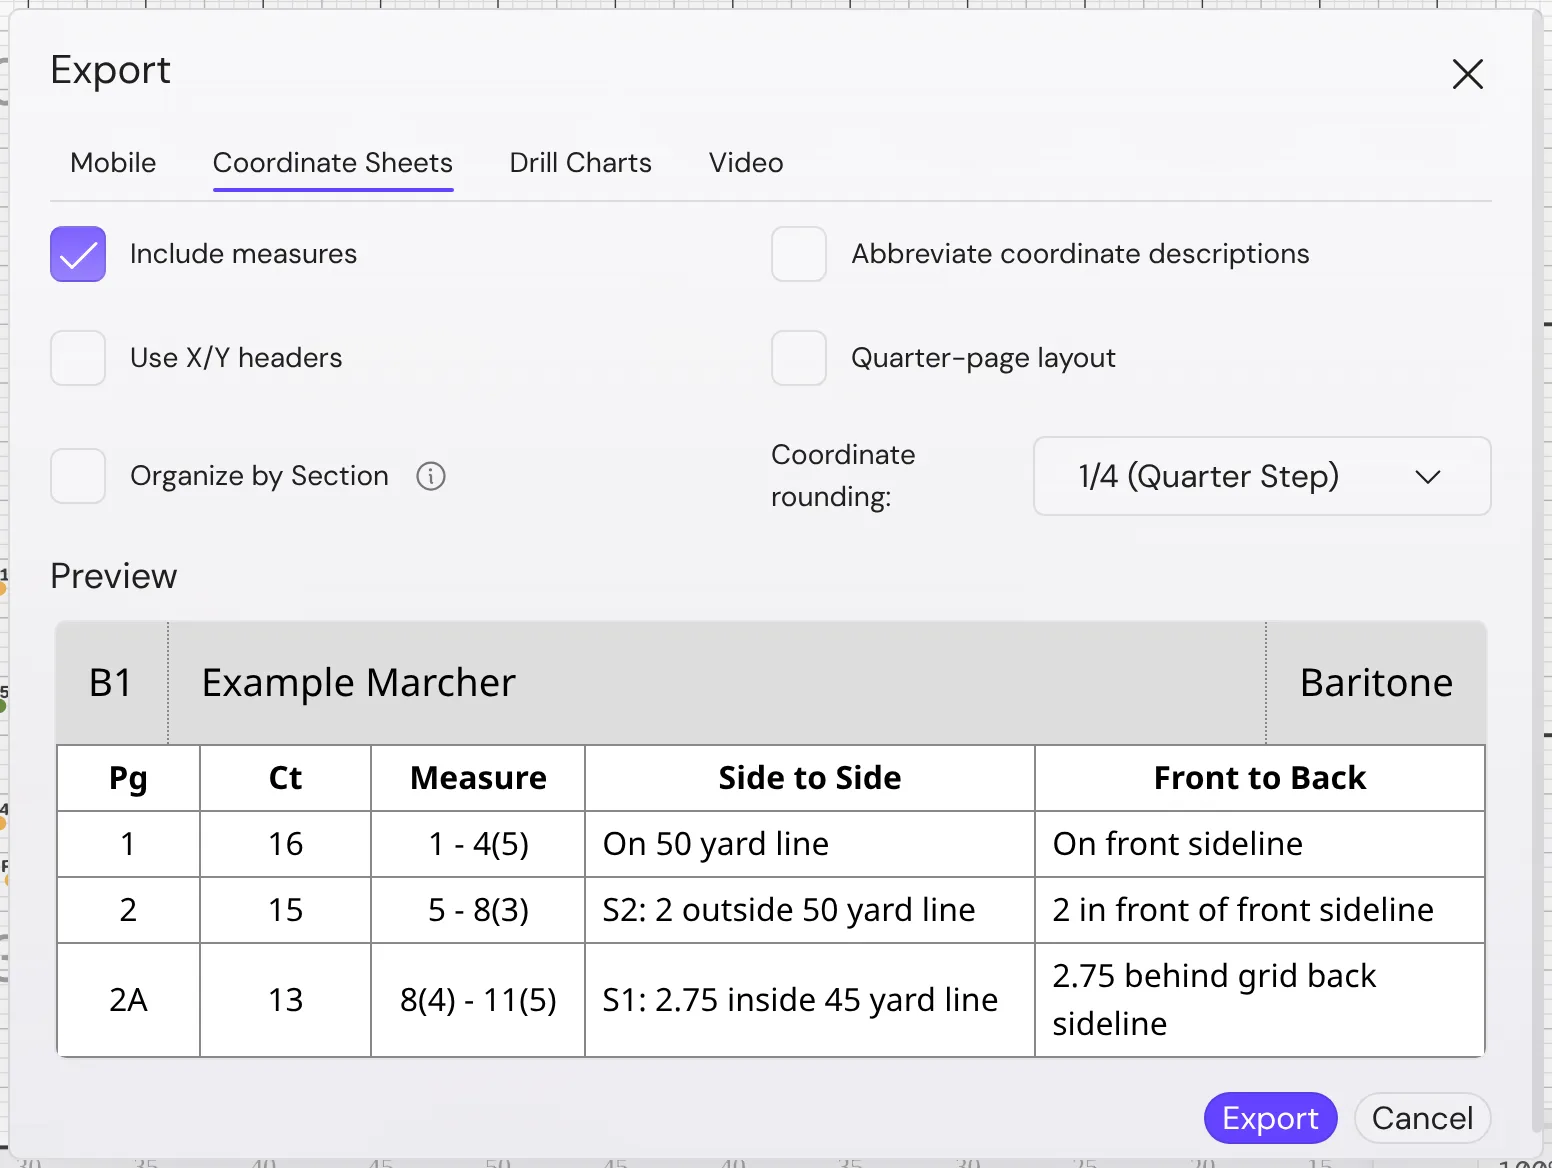 Export
Mobile
Coordinate Sheets
Drill Charts
Video
Include measures
Abbreviate coordinate descriptions
Use X/Y headers
Quarter-page layout
Organize by Section
Coordinate
rounding:
1/4 (Quarter Step)
Preview
B1 Example Marcher Baritone
Pg Ct Measure Side to Side Front to Back
1 16 1 - 4(5) On 50 yard line On front sideline
2 15 5 - 8(3) S2: 2 outside 50 yard line 2 in front of front sideline
2A 13 8(4) - 11(5) S1: 2.75 inside 45 yard line 2.75 behind grid back
sideline
Export Cancel